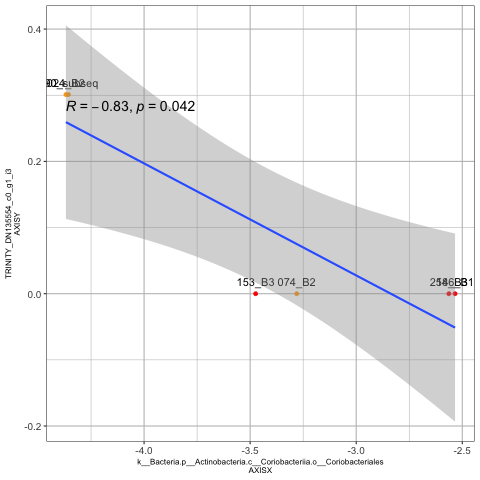 0.4
0.2
0.0
-0.2
TRINITY_DN135554_c0_g1_i3
AXISY
R = − 0.83, p = 0.042
153_B3
074_B2
-4.0
-3.5
-3.0
-2.5
k__Bacteria.p__Actinobacteria.c__Coriobacteriia.o__Coriobacteriales
AXISX